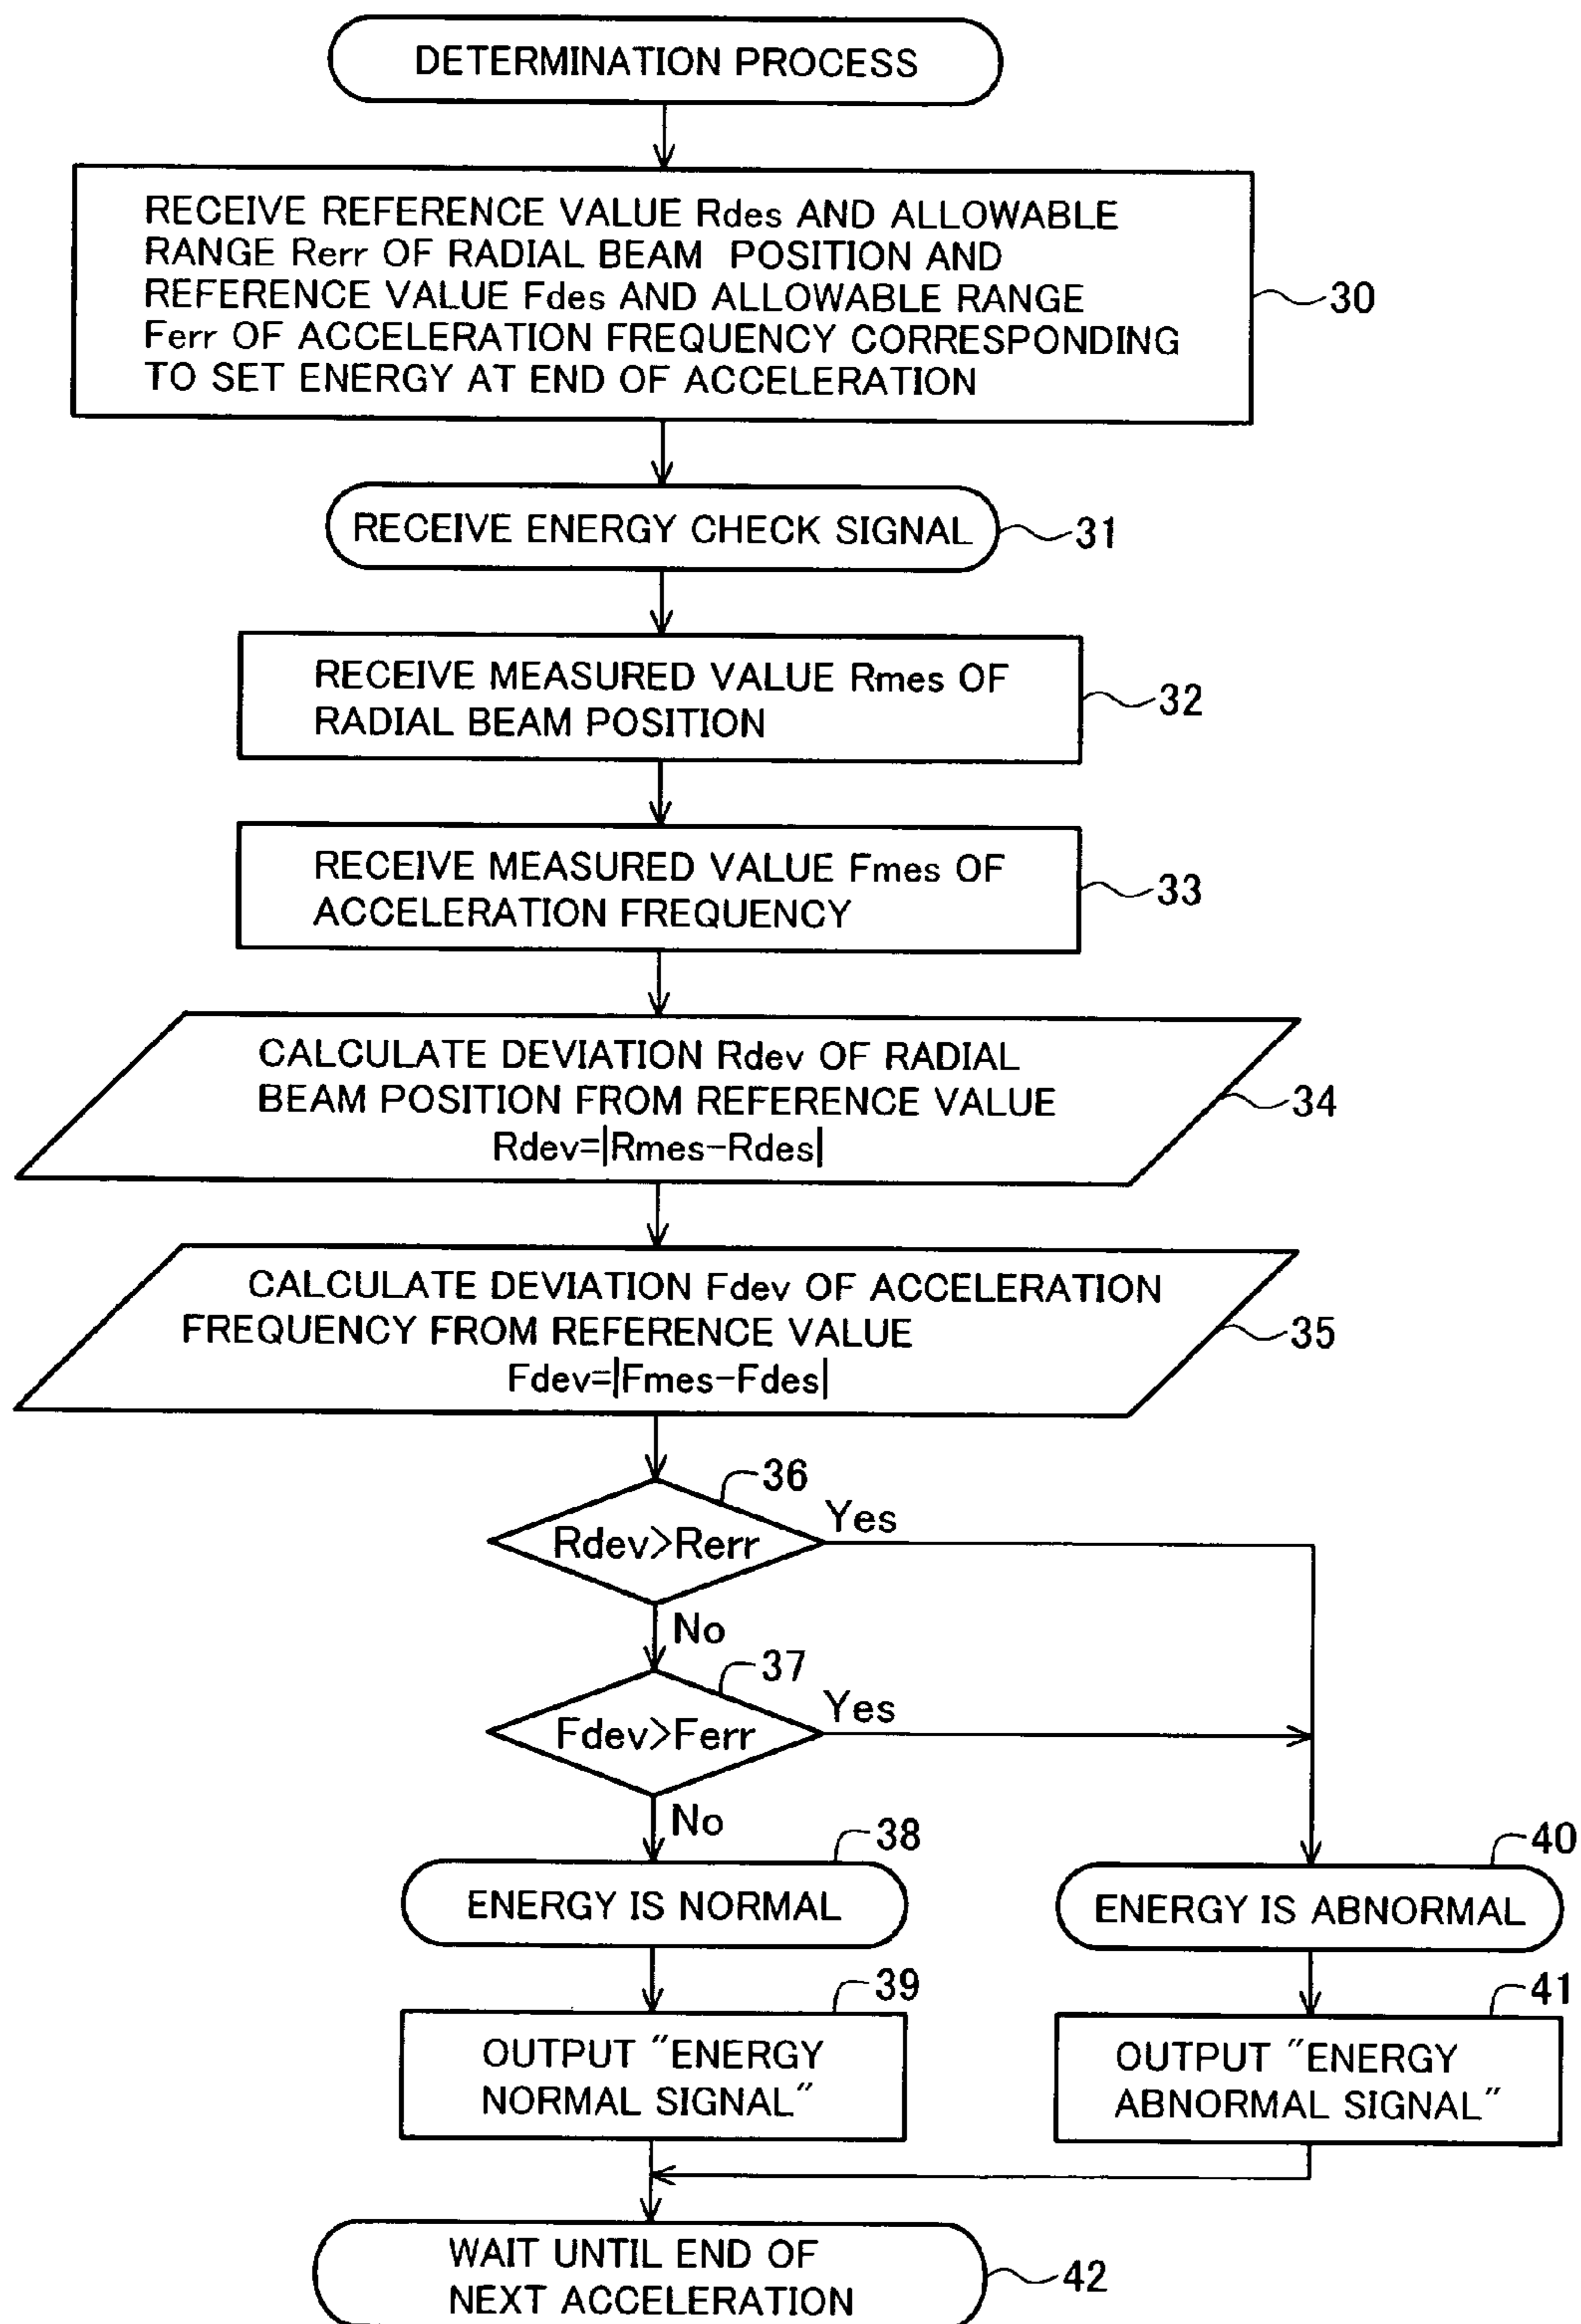 DETERMINATION PROCESS
RECEIVE REFERENCE VALUE Rdes AND ALLOWABLE
RANGE Rerr OF RADIAL BEAM POSITION AND
REFERENCE VALUE Fdes AND ALLOWABLE RANGE
Ferr OF ACCELERATION FREQUENCY CORRESPONDING
TO SET ENERGY AT END OF ACCELERATION
30
RECEIVE ENERGY CHECK SIGNAL
31
RECEIVE MEASURED VALUE Rmes OF
RADIAL BEAM POSITION
32
RECEIVE MEASURED VALUE Fmes OF
ACCELERATION FREQUENCY
33
CALCULATE DEVIATION Rdev OF RADIAL
BEAM POSITION FROM REFERENCE VALUE
Rdev=|Rmes-Rdes|
34
CALCULATE DEVIATION Fdev OF ACCELERATION
FREQUENCY FROM REFERENCE VALUE
Fdev=|Fmes-Fdes|
35
36
Rdev>Rerr
Yes
No
37
Fdev>Ferr
Yes
No
38
ENERGY IS NORMAL
40
ENERGY IS ABNORMAL
39
OUTPUT "ENERGY
NORMAL SIGNAL"
41
OUTPUT "ENERGY
ABNORMAL SIGNAL"
WAIT UNTIL END OF
NEXT ACCELERATION
42